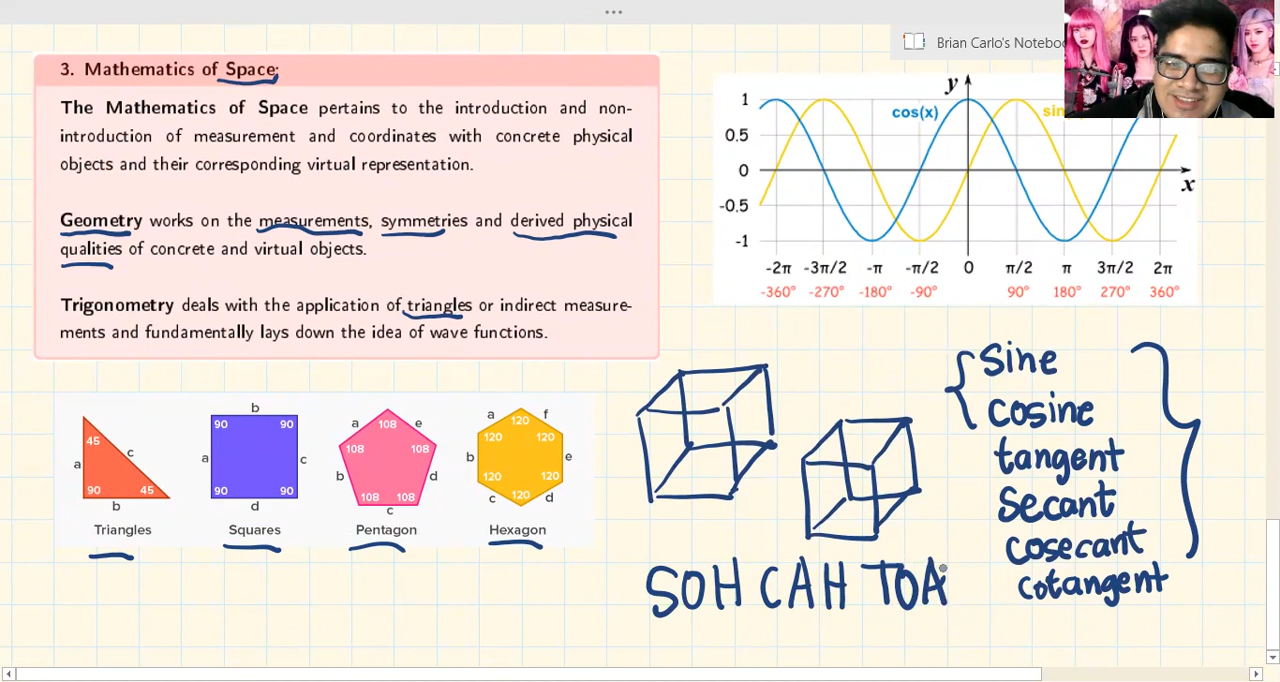 Brian Carlo's Notebo
3. Mathematics of Space:
The Mathematics of Space pertains to the introduction and non-
introduction of measurement and coordinates with concrete physical
objects and their corresponding virtual representation.
Geometry works on the measurements, symmetries and derived physical
qualities of concrete and virtual objects.
Trigonometry deals with the application of triangles or indirect measure-
ments and fundamentally lays down the idea of wave functions.
y
cos(x) sin
1
0.5
0
-0.5
-1
x
-2π -3π/2 -π -π/2 0 π/2 π 3π/2 2π
-360° -270° -180° -90° 90° 180° 270° 360°
b a e a f
45 90 90 108 120
120 120
a c a c 108 108 b e
b d
120 120
90 45 90 90 108 108 c 120 d
b d c
Triangles Squares Pentagon Hexagon
Sine
cosine
tangent
Secant
cosecant
cotangent
SOH CAH TOA